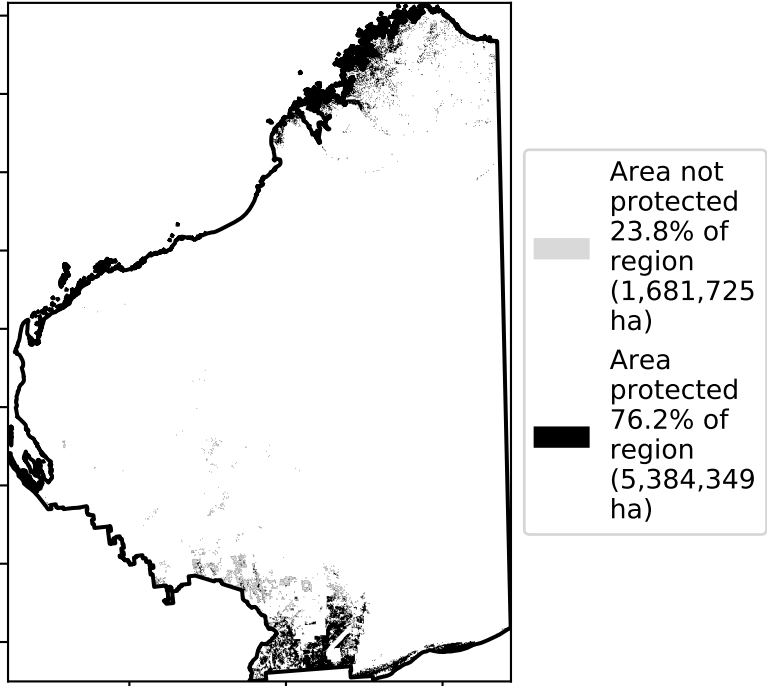 Area not
protected
23.8% of
region
(1,681,725
ha)
Area
protected
76.2% of
region
(5,384,349
ha)